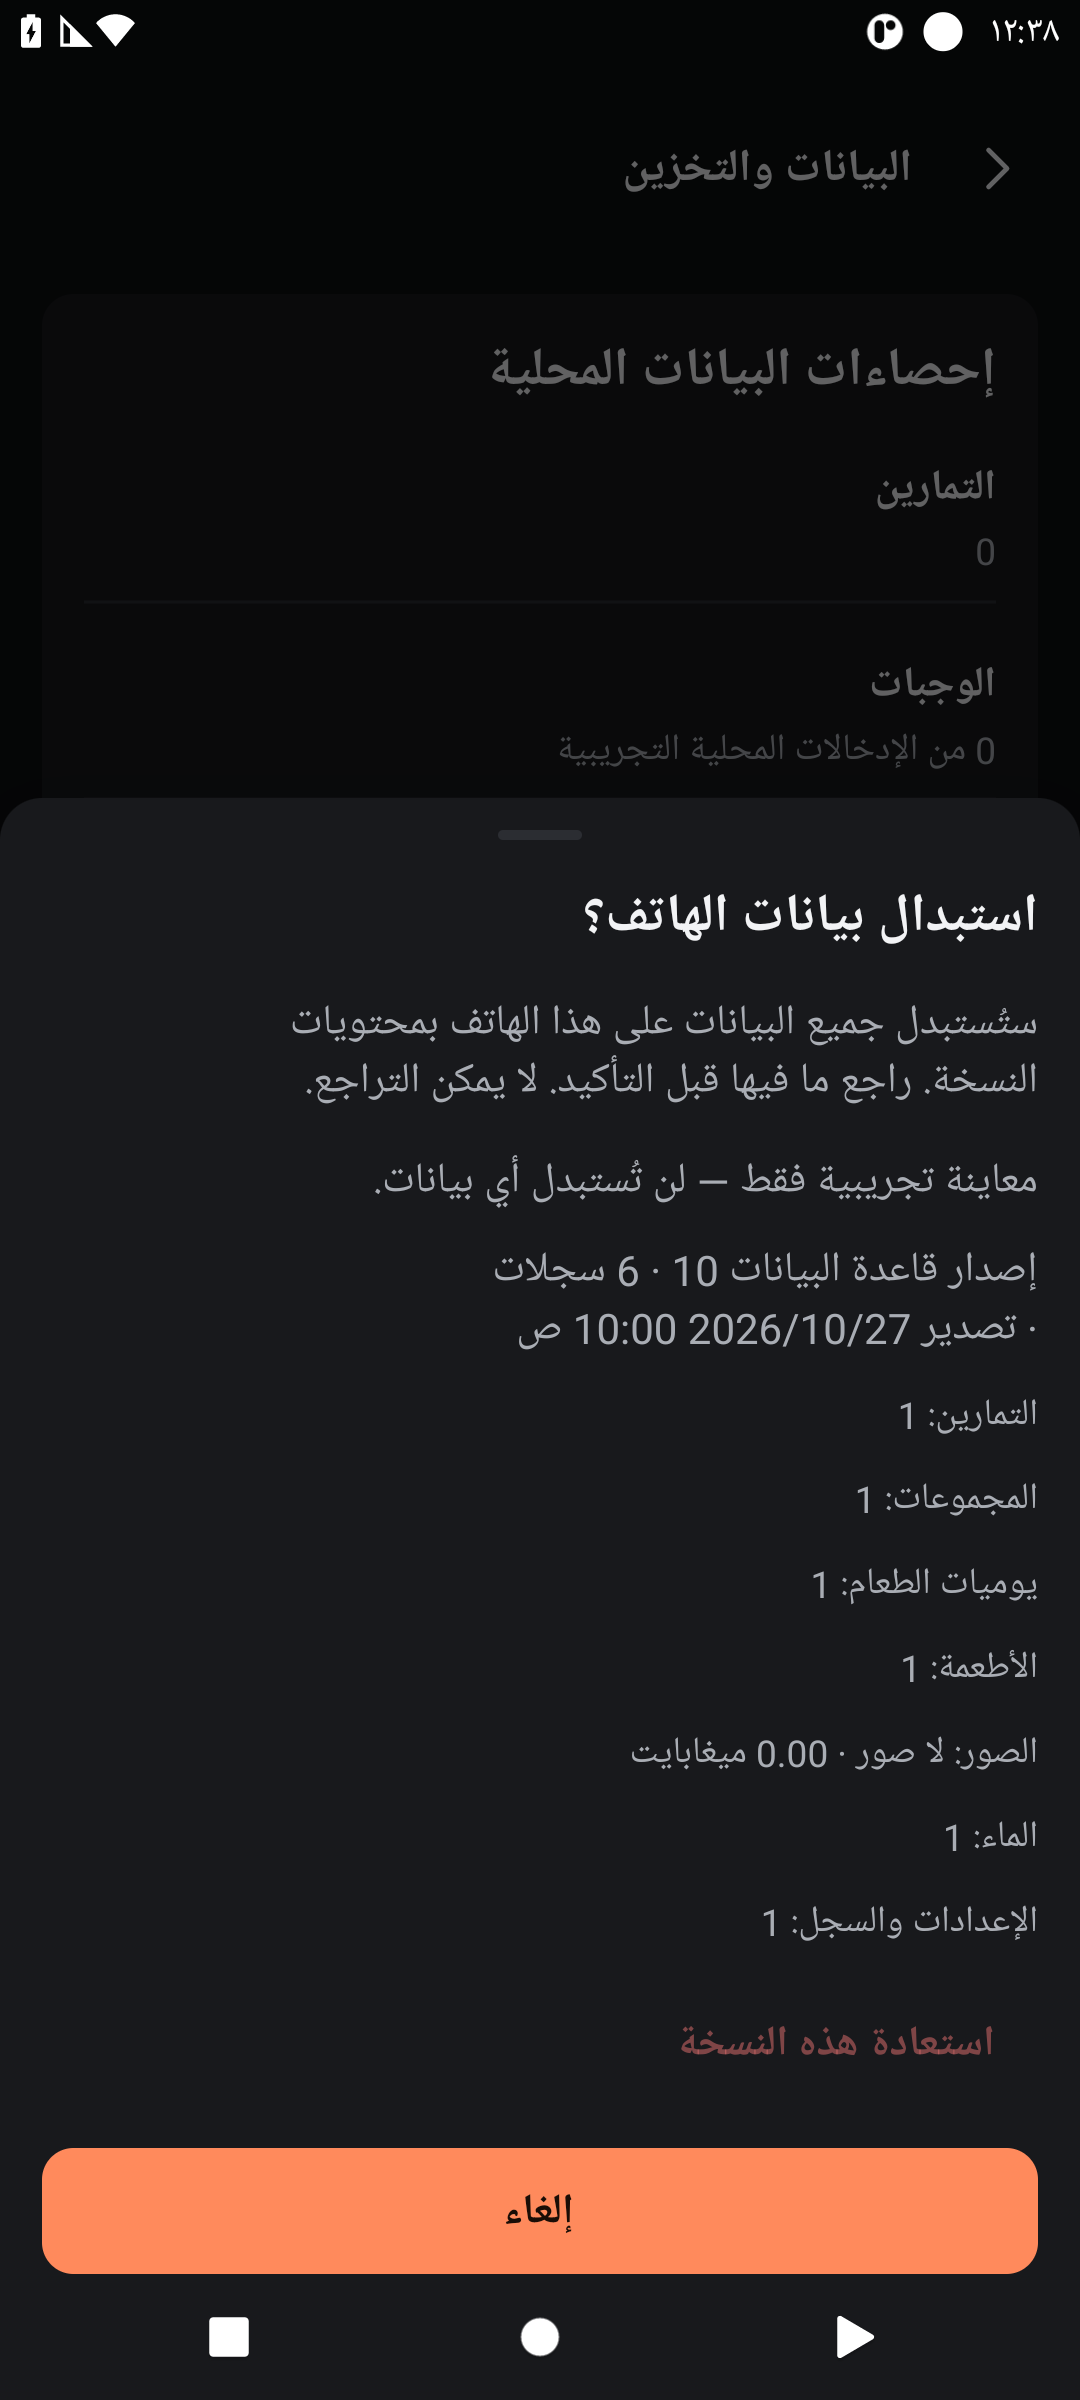 ١٢:٣٨
البيانات والتخزين
إحصاءات البيانات المحلية
التمارين
0
الوجبات
0 من الإدخالات المحلية التجريبية
استبدال بيانات الهاتف؟
ستُستبدل جميع البيانات على هذا الهاتف بمحتويات
النسخة. راجع ما فيها قبل التأكيد. لا يمكن التراجع.
معاينة تجريبية فقط — لن تُستبدل أي بيانات.
إصدار قاعدة البيانات 10 · 6 سجلات
· تصدير 2026/10/27 10:00 ص
التمارين: 1
المجموعات: 1
يوميات الطعام: 1
الأطعمة: 1
الصور: لا صور · 0.00 ميغابايت
الماء: 1
الإعدادات والسجل: 1
استعادة هذه النسخة
إلغاء